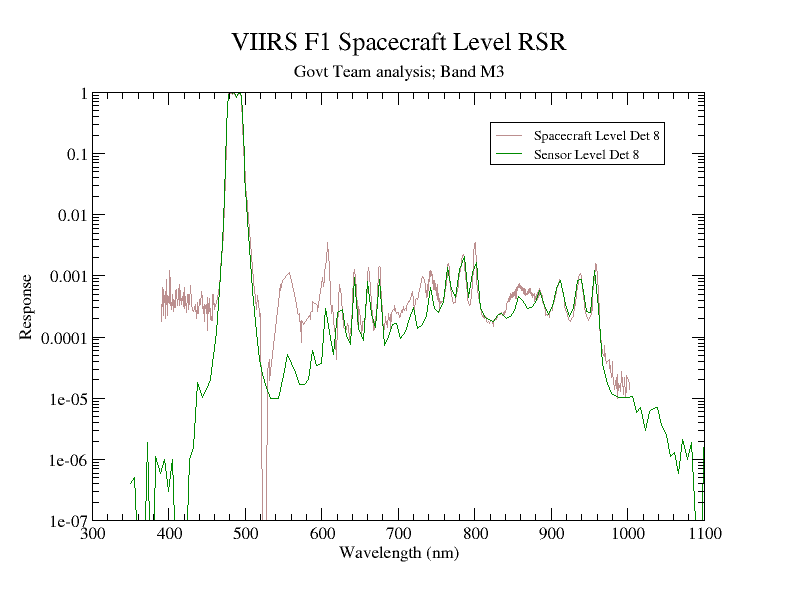 VIIRS F1 Spacecraft Level RSR
Govt Team analysis; Band M3
Spacecraft Level Det 8
Sensor Level Det 8
Response
1
0.1
0.01
0.001
0.0001
1e-05
1e-06
1e-07
300 400 500 600 700 800 900 1000 1100
Wavelength (nm)